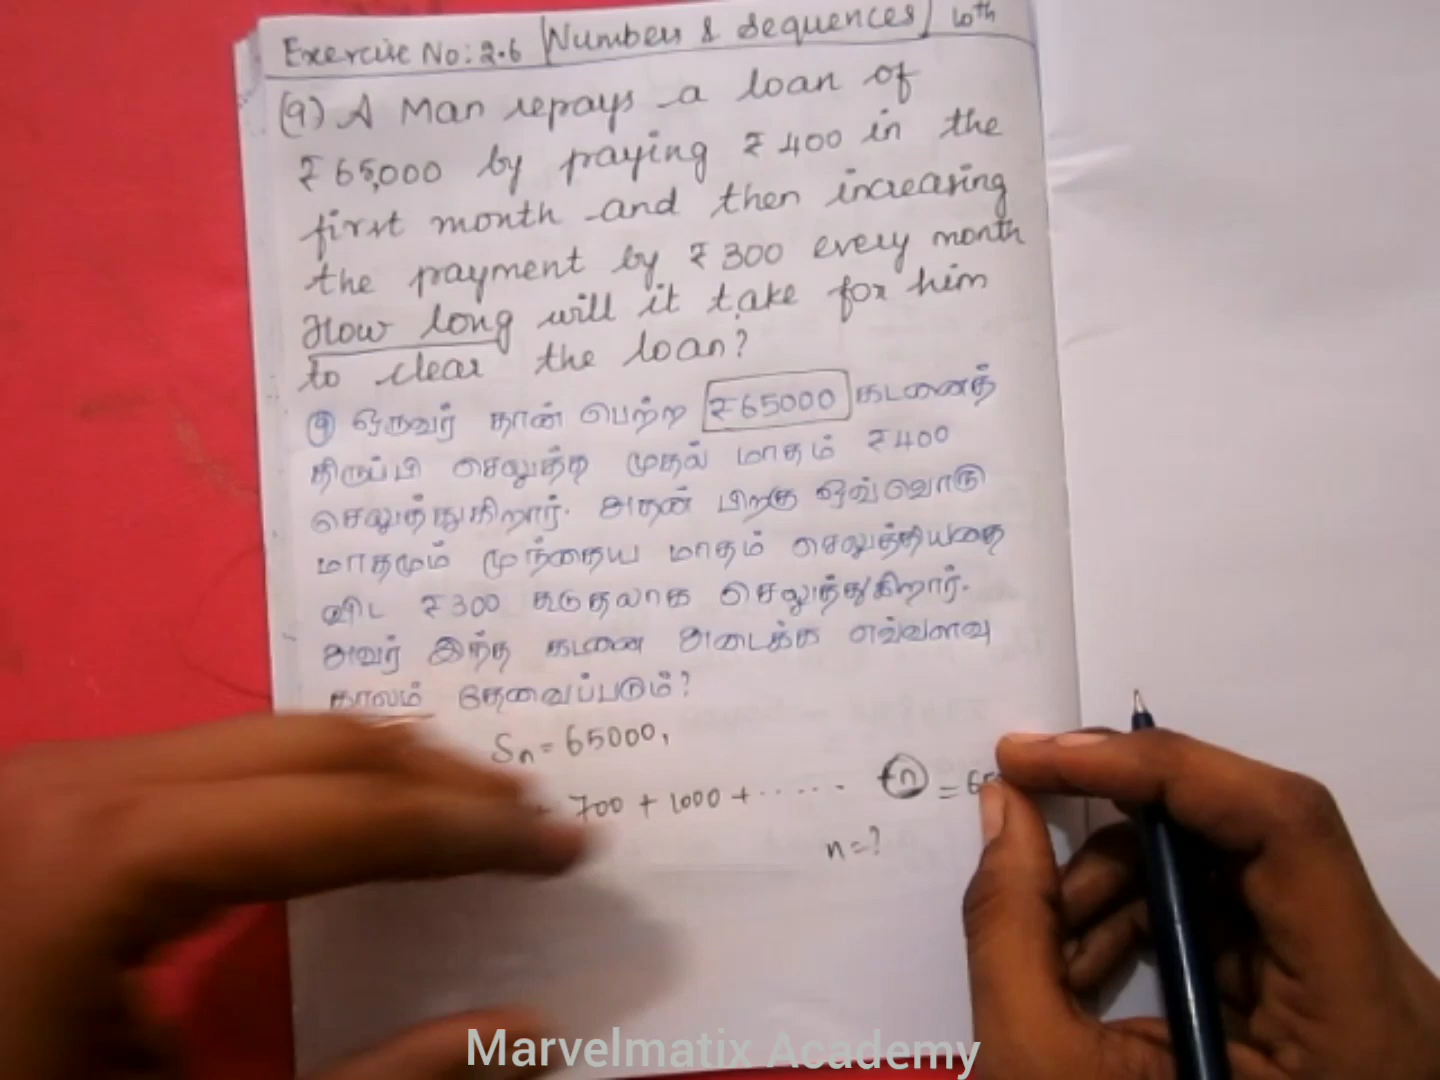 Exercise No: 2.6 Numbers & Sequences 10th
(9) A Man repays a loan of
₹65,000 by paying ₹400 in the
first month and then increasing
the payment by ₹300 every month
How long will it take for him
to clear the loan?
9 ஒருவர் தான் பெற்ற ₹65000 கடனைத்
திருப்பி செலுத்த முதல் மாதம் ₹400
செலுத்துகிறார். அதன் பிறகு ஒவ்வொரு
மாதமும் முந்தைய மாதம் செலுத்தியதை
விட ₹300 கூடுதலாக செலுத்துகிறார்.
அவர் இந்த கடனை அடைக்க எவ்வளவு
காலம் தேவைப்படும்?
Sn = 65000,
+ 700 + 1000 + ...... +n = 65
n = ?
Marvelmatix Academy